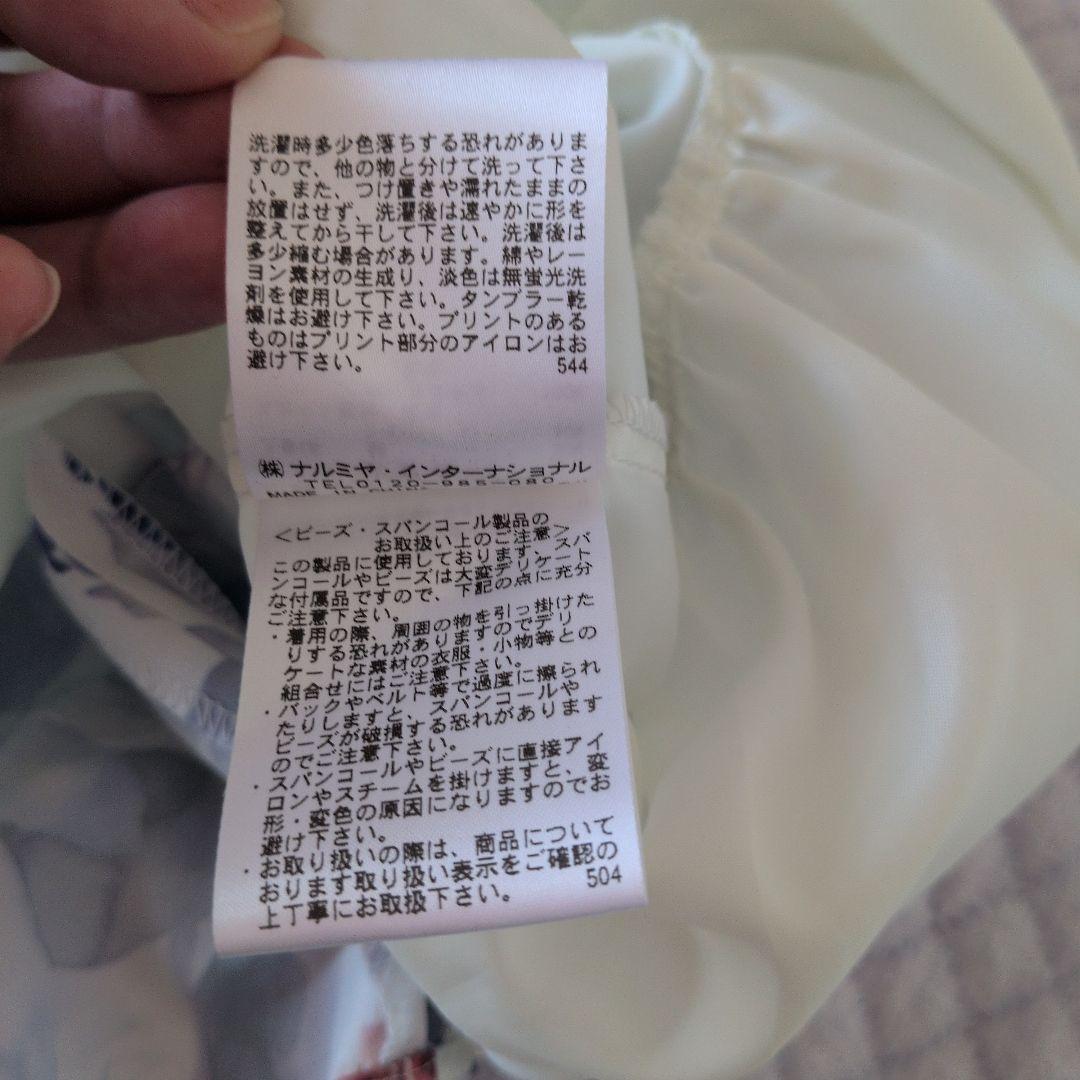 洗濯時多少色落ちする恐れがありま
すので、他の物と分けて洗って下さ
い。また、つけ置きや濡れたままの
放置はせず、洗濯後は速やかに形を
整えてから干して下さい。洗濯後は
多少縮む場合があります。綿やレー
ヨン素材の生成り、淡色は無蛍光洗
剤を使用して下さい。タンブラー乾
燥はお避け下さい。プリントのある
ものはプリント部分のアイロンはお
避け下さい。 544
㈱ ナルミヤ・インターナショナル
TEL0120-985-080
MADE IN
<ビーズ・スパンコール製品の
お取扱い上のご注意>
この製品に使用しております、スパ
ンコールやビーズは大変デリケート
な付属品ですので、下記の点に充分
ご注意下さい。
・着用の際、周囲の物を引っ掛けた
りする恐れがありますのでデリ
ケートな素材の衣服・小物等との
組合せにはご注意下さい。
・バックやベルト等で過度に擦られ
たりしますと、スパンコールや
ビーズが破損する恐れがあります
のでご注意下さい。
・スパンコールやビーズに直接アイ
ロンやスチームを掛けますと、変
形・変色の原因になりますのでお
避け下さい。
・お取り扱いの際は、商品について
おります取り扱い表示をご確認の
上丁寧にお取扱下さい。 504